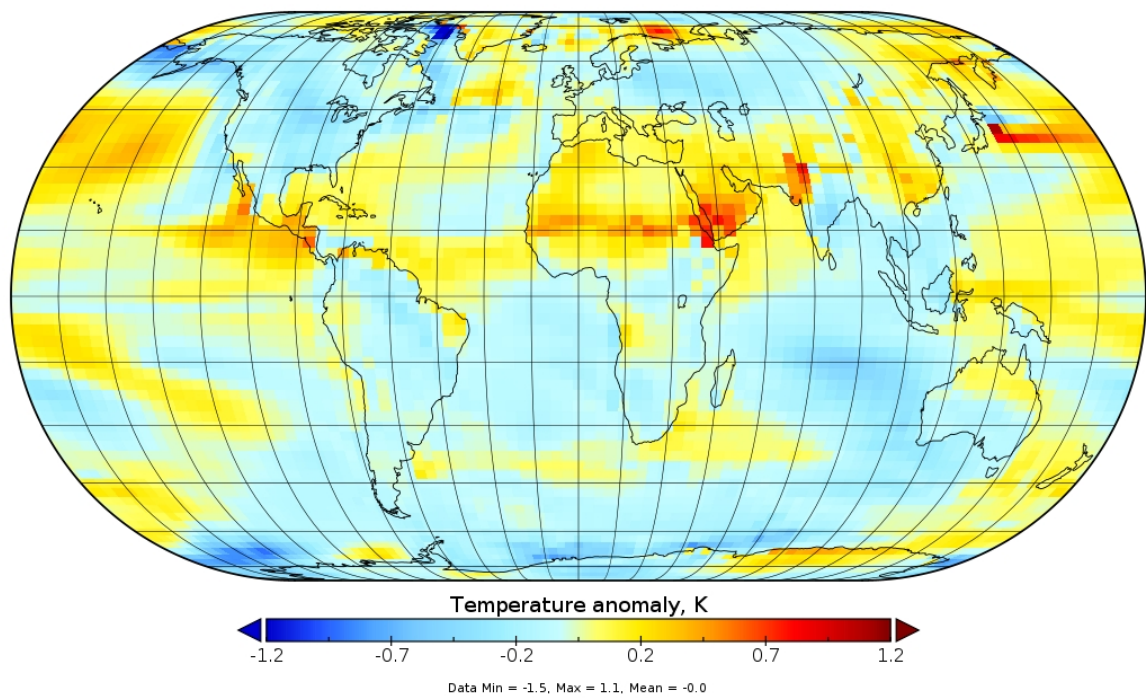 Temperature anomaly, K
-1.2 -0.7 -0.2 0.2 0.7 1.2
Data Min = -1.5, Max = 1.1, Mean = -0.0